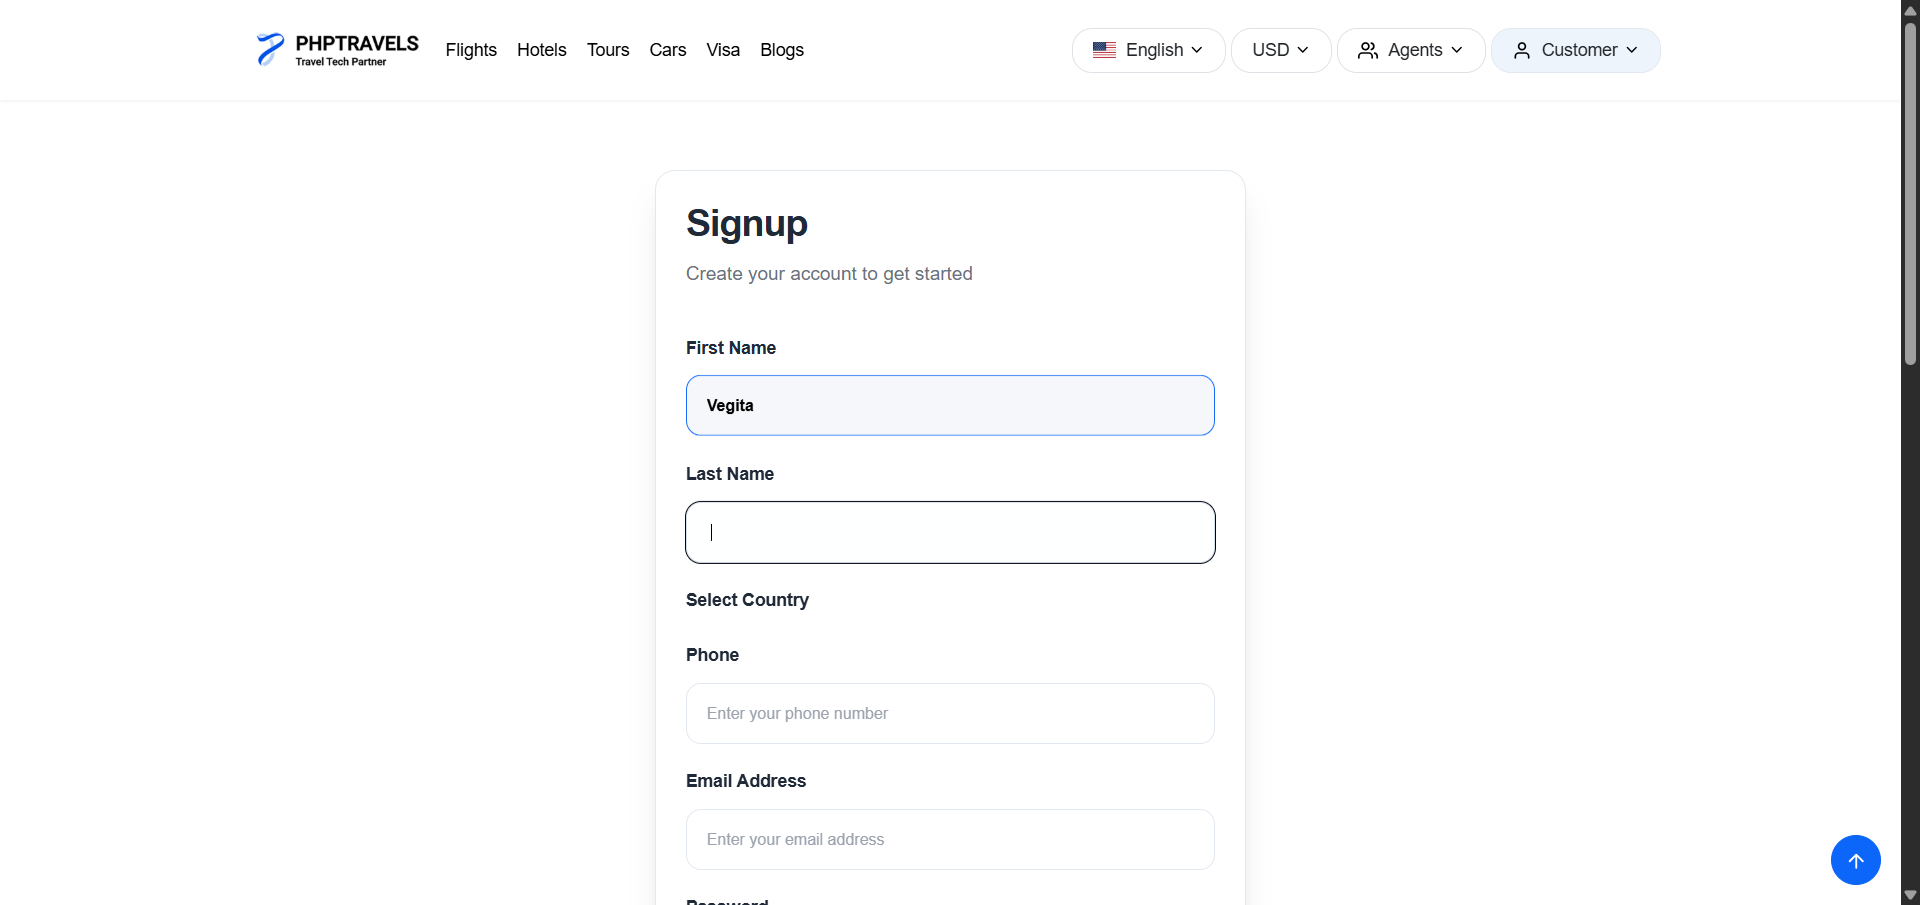 PHPTRAVELS
Travel Tech Partner
Flights
Hotels
Tours
Cars
Visa
Blogs
English
USD
Agents
Customer
Signup
Create your account to get started
First Name
Vegita
Last Name
Select Country
Phone
Enter your phone number
Email Address
Enter your email address
Password